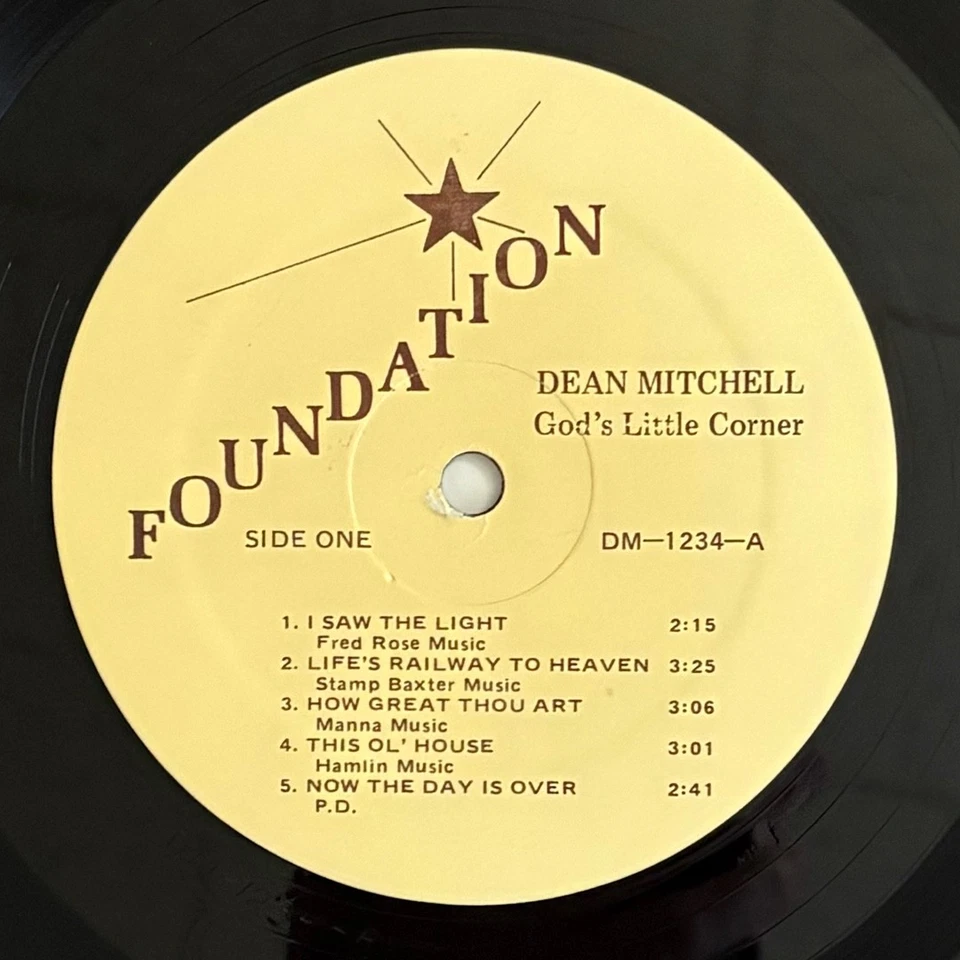 FOUNDATION
DEAN MITCHELL
God's Little Corner
SIDE ONE
DM—1234—A
1. I SAW THE LIGHT 2:15
Fred Rose Music
2. LIFE'S RAILWAY TO HEAVEN 3:25
Stamp Baxter Music
3. HOW GREAT THOU ART 3:06
Manna Music
4. THIS OL' HOUSE 3:01
Hamlin Music
5. NOW THE DAY IS OVER 2:41
P.D.